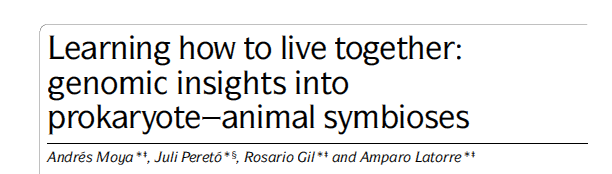 Learning how to live together:
genomic insights into
prokaryote–animal symbioses
Andrés Moya*‡, Juli Peretó*§, Rosario Gil*‡ and Amparo Latorre*‡